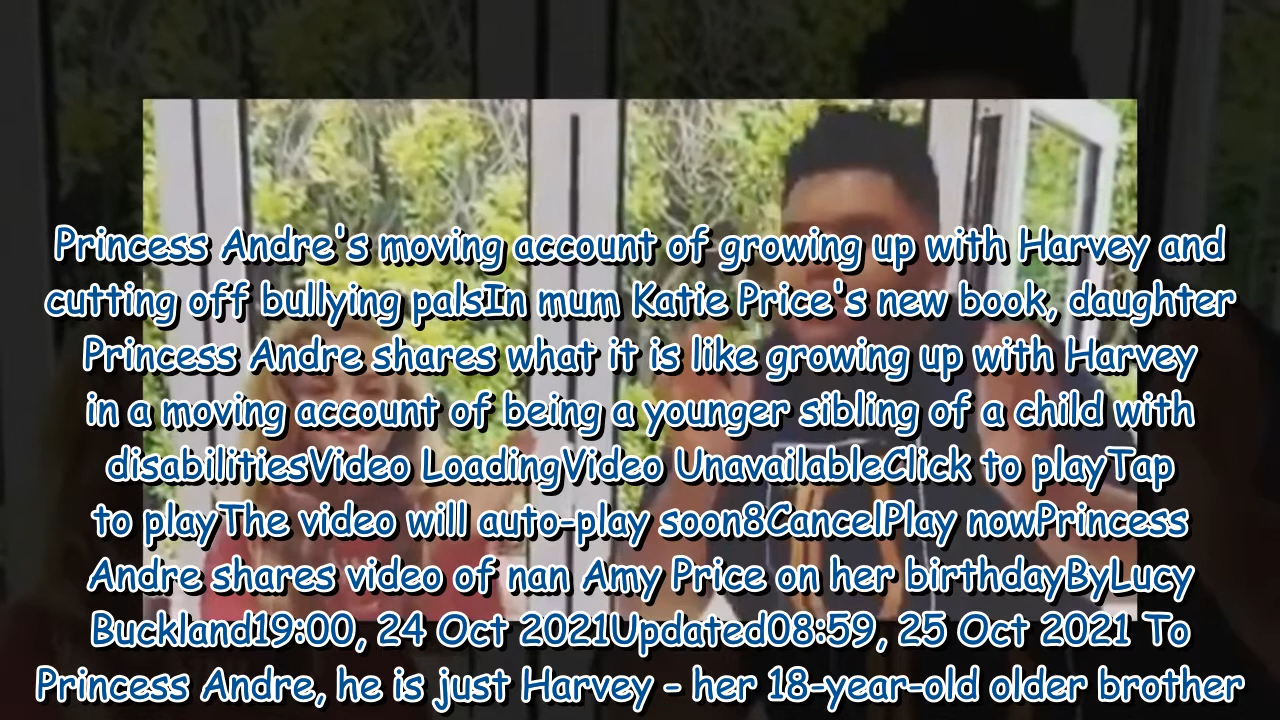 Princess Andre's moving account of growing up with Harvey and
cutting off bullying palsIn mum Katie Price's new book, daughter
Princess Andre shares what it is like growing up with Harvey
in a moving account of being a younger sibling of a child with
disabilitiesVideo LoadingVideo UnavailableClick to playTap
to playThe video will auto-play soon8CancelPlay nowPrincess
Andre shares video of nan Amy Price on her birthdayByLucy
Buckland19:00, 24 Oct 2021Updated08:59, 25 Oct 2021 To
Princess Andre, he is just Harvey - her 18-year-old older brother